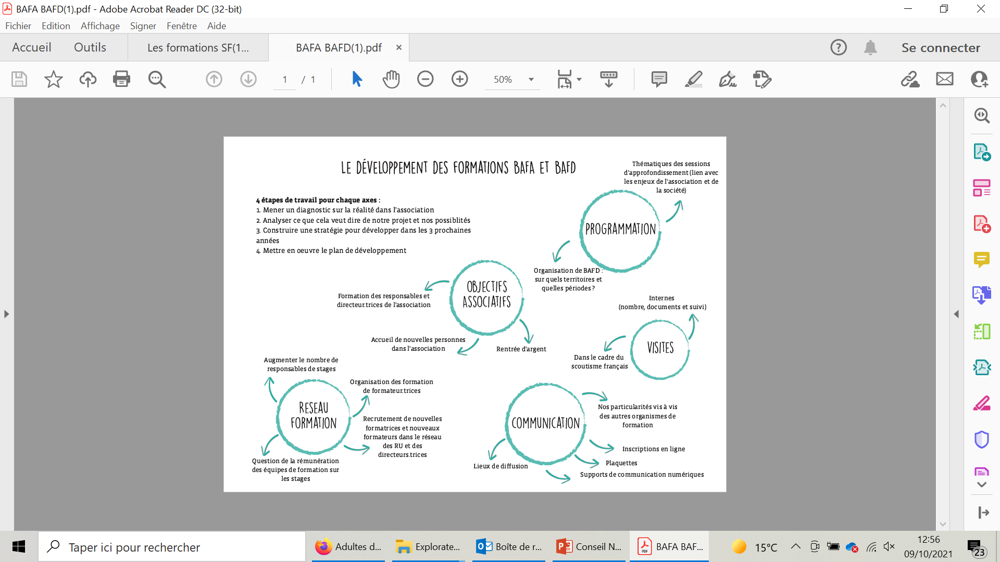 BAFA BAFD(1).pdf - Adobe Acrobat Reader DC (32-bit)
Fichier Edition Affichage Signer Fenêtre Aide
Accueil Outils Les formations SF(1... BAFA BAFD(1).pdf × Se connecter
1 / 1 50%
LE DÉVELOPPEMENT DES FORMATIONS BAFA ET BAFD
4 étapes de travail pour chaque axes :
1. Mener un diagnostic sur la réalité dans l'association
2. Analyser ce que cela veut dire de notre projet et nos possiblités
3. Construire une stratégie pour développer dans les 3 prochaines
années
4. Mettre en oeuvre le plan de développement
Thématiques des sessions
d'approfondissement (lien avec
les enjeux de l'association et de
la société)
PROGRAMMATION
Organisation de BAFD :
sur quels territoires et
quelles périodes ?
OBJECTIFS
ASSOCIATIFS
Formation des responsables et
directeur.trices de l'association
Accueil de nouvelles personnes
dans l'association
Rentrée d'argent
Internes
(nombre, documents et suivi)
VISITES
Dans le cadre du
scoutisme français
Augmenter le nombre de
responsables de stages
Organisation des formation
de formateur.trices
RESEAU
FORMATION
Recrutement de nouvelles
formatrices et nouveaux
formateurs dans le réseau
des RU et des
directeurs.trices
Question de la rémunération
des équipes de formation sur
les stages
COMMUNICATION
Nos particularités vis à vis
des autres organismes de
formation
Inscriptions en ligne
Plaquettes
Supports de communication numériques
Lieux de diffusion
Taper ici pour rechercher
Adultes d...
Explorate...
Boîte de r...
Conseil N...
BAFA BAF...
15°C
12:56
09/10/2021
23